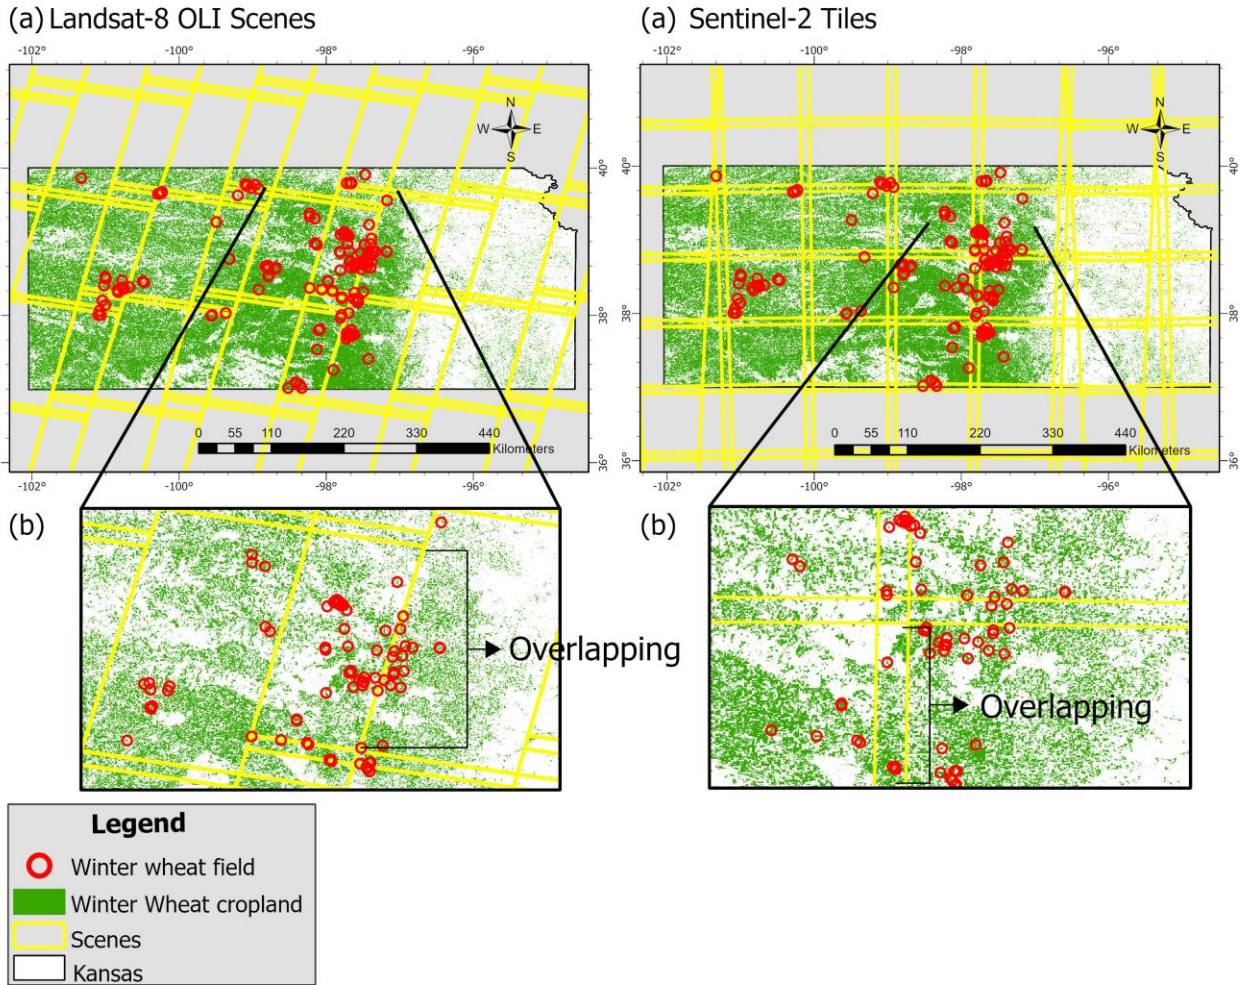 (a) Landsat-8 OLI Scenes
(a) Sentinel-2 Tiles
-102° -100° -98° -96°
-102° -100° -98° -96°
N
W E
S
N
W E
S
40°
38°
36°
40°
38°
36°
0 55 110 220 330 440
Kilometers
0 55 110 220 330 440
Kilometers
-102° -100° -98° -96°
-102° -100° -98° -96°
(b)
Overlapping
(b)
Overlapping
Legend
Winter wheat field
Winter Wheat cropland
Scenes
Kansas